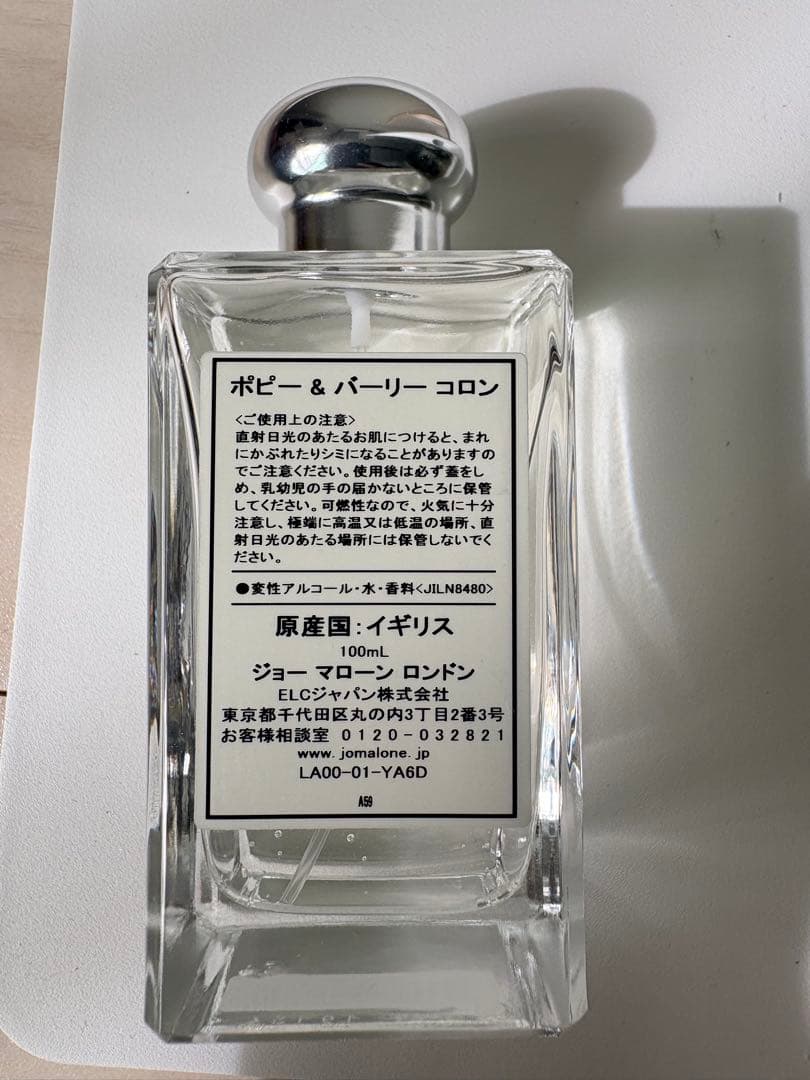 ポピー & バーリー コロン
<ご使用上の注意>
直射日光のあたるお肌につけると、まれ
にかぶれたりシミになることがありますの
でご注意ください。使用後は必ず蓋をし
め、乳幼児の手の届かないところに保管
してください。可燃性なので、火気に十分
注意し、極端に高温又は低温の場所、直
射日光のあたる場所には保管しないでく
ださい。
●変性アルコール・水・香料<JILN8480>
原産国:イギリス
100mL
ジョー マローン ロンドン
ELCジャパン株式会社
東京都千代田区丸の内3丁目2番3号
お客様相談室 0120-032821
www.jomalone.jp
LA00-01-YA6D
A59